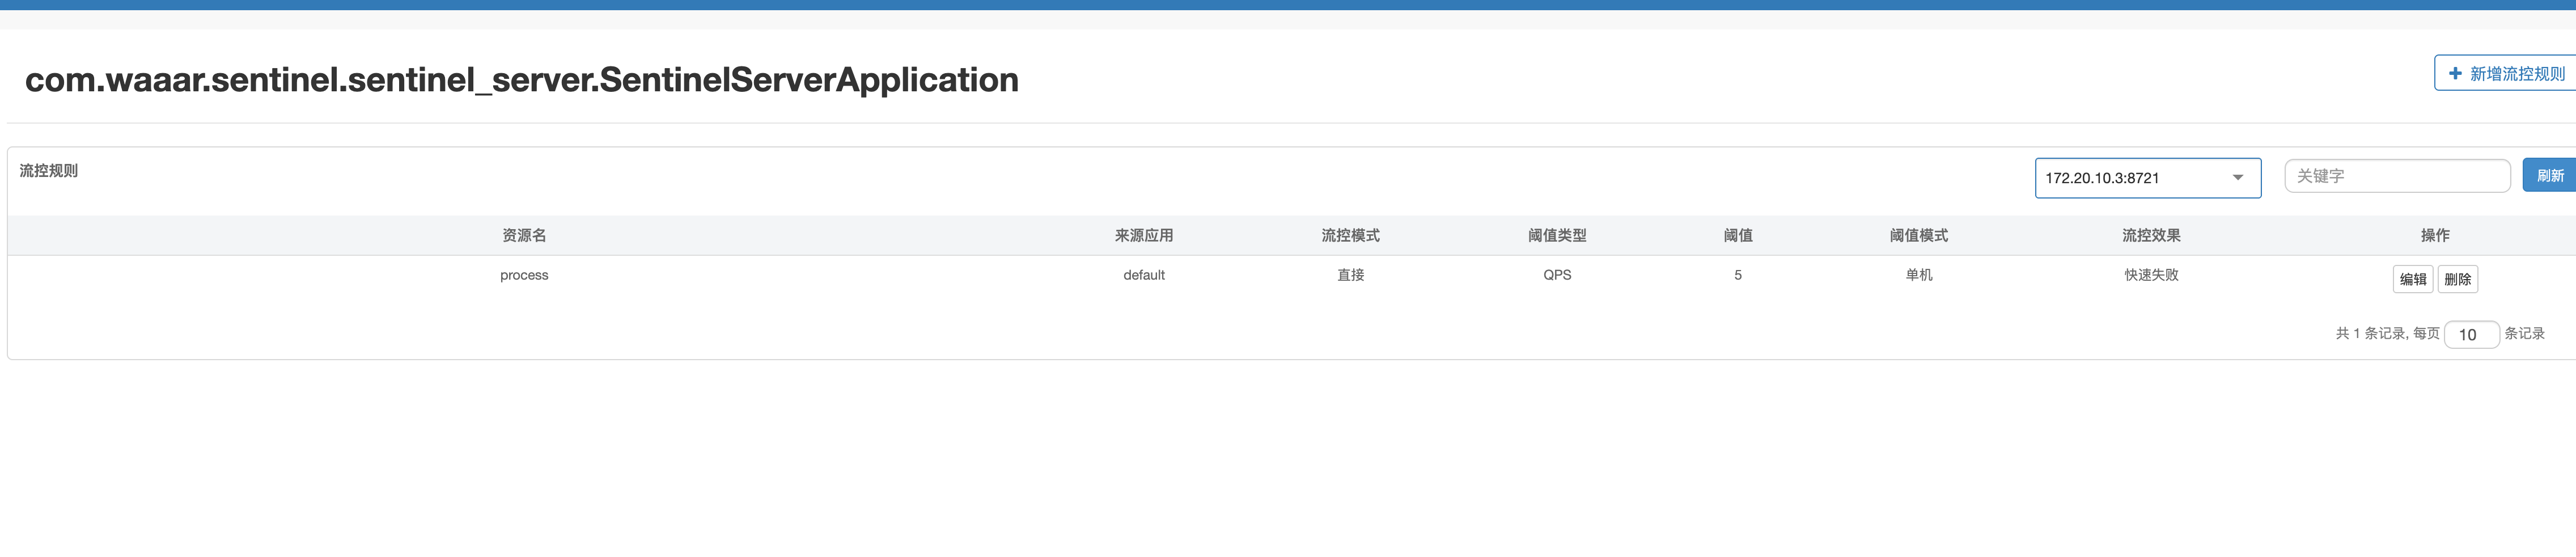 com.waaar.sentinel.sentinel_server.SentinelServerApplication
新增流控规则
流控规则
172.20.10.3:8721
关键字
刷新
资源名 来源应用 流控模式 阈值类型 阈值 阈值模式 流控效果 操作
process default 直接 QPS 5 单机 快速失败 编辑 删除
共 1 条记录, 每页 10 条记录